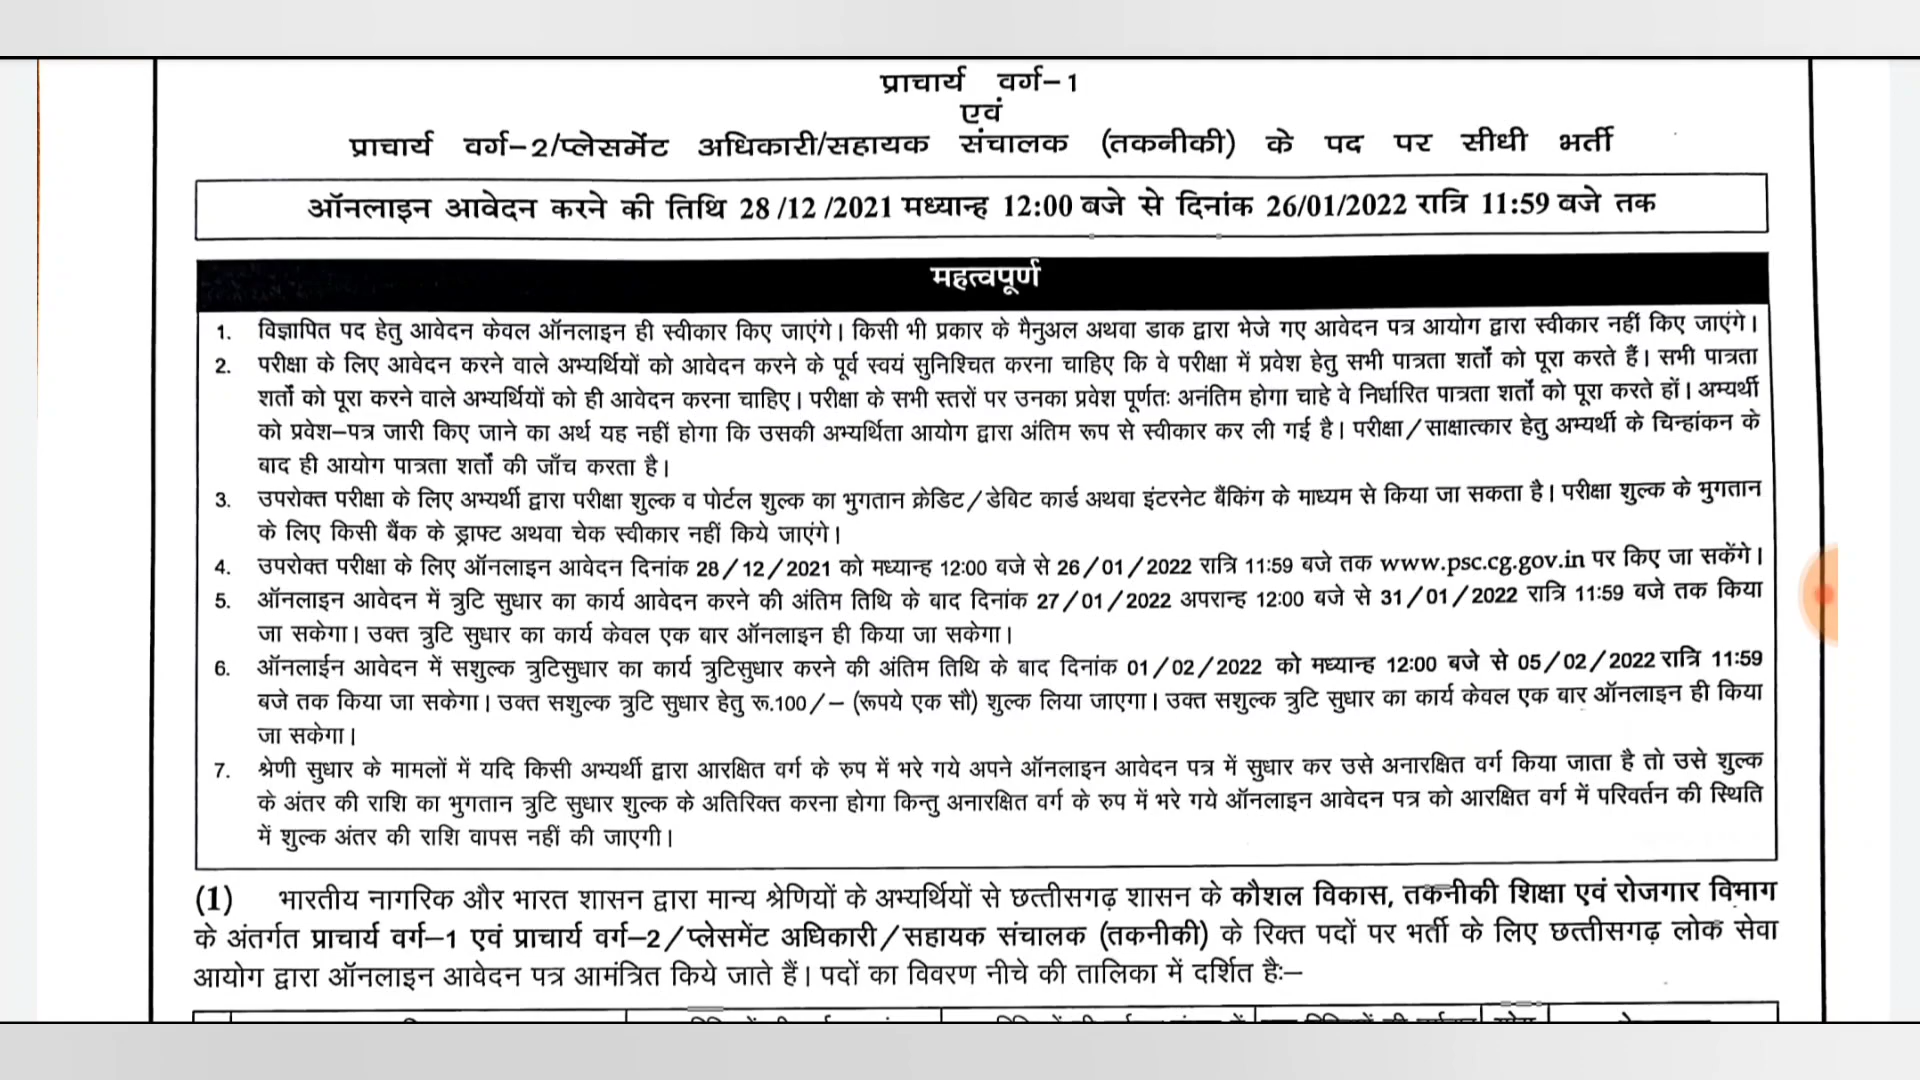 प्राचार्य वर्ग–1
एवं
प्राचार्य वर्ग–2/प्लेसमेंट अधिकारी/सहायक संचालक (तकनीकी) के पद पर सीधी भर्ती
ऑनलाइन आवेदन करने की तिथि 28 /12 /2021 मध्यान्ह 12:00 बजे से दिनांक 26/01/2022 रात्रि 11:59 बजे तक
महत्वपूर्ण
1. विज्ञापित पद हेतु आवेदन केवल ऑनलाइन ही स्वीकार किए जाएंगे। किसी भी प्रकार के मैनुअल अथवा डाक द्वारा भेजे गए आवेदन पत्र आयोग द्वारा स्वीकार नहीं किए जाएंगे।
2. परीक्षा के लिए आवेदन करने वाले अभ्यर्थियों को आवेदन करने के पूर्व स्वयं सुनिश्चित करना चाहिए कि वे परीक्षा में प्रवेश हेतु सभी पात्रता शर्तों को पूरा करते हैं। सभी पात्रता
शर्तों को पूरा करने वाले अभ्यर्थियों को ही आवेदन करना चाहिए। परीक्षा के सभी स्तरों पर उनका प्रवेश पूर्णतः अनंतिम होगा चाहे वे निर्धारित पात्रता शर्तों को पूरा करते हों। अभ्यर्थी
को प्रवेश–पत्र जारी किए जाने का अर्थ यह नहीं होगा कि उसकी अभ्यर्थिता आयोग द्वारा अंतिम रूप से स्वीकार कर ली गई है। परीक्षा/साक्षात्कार हेतु अभ्यर्थी के चिन्हांकन के
बाद ही आयोग पात्रता शर्तों की जाँच करता है।
3. उपरोक्त परीक्षा के लिए अभ्यर्थी द्वारा परीक्षा शुल्क व पोर्टल शुल्क का भुगतान क्रेडिट/डेबिट कार्ड अथवा इंटरनेट बैंकिंग के माध्यम से किया जा सकता है। परीक्षा शुल्क के भुगतान
के लिए किसी बैंक के ड्राफ्ट अथवा चेक स्वीकार नहीं किये जाएंगे।
4. उपरोक्त परीक्षा के लिए ऑनलाइन आवेदन दिनांक 28/12/2021 को मध्यान्ह 12:00 बजे से 26/01/2022 रात्रि 11:59 बजे तक www.psc.cg.gov.in पर किए जा सकेंगे।
5. ऑनलाइन आवेदन में त्रुटि सुधार का कार्य आवेदन करने की अंतिम तिथि के बाद दिनांक 27/01/2022 अपरान्ह 12:00 बजे से 31/01/2022 रात्रि 11:59 बजे तक किया
जा सकेगा। उक्त त्रुटि सुधार का कार्य केवल एक बार ऑनलाइन ही किया जा सकेगा।
6. ऑनलाईन आवेदन में सशुल्क त्रुटिसुधार का कार्य त्रुटिसुधार करने की अंतिम तिथि के बाद दिनांक 01/02/2022 को मध्यान्ह 12:00 बजे से 05/02/2022 रात्रि 11:59
बजे तक किया जा सकेगा। उक्त सशुल्क त्रुटि सुधार हेतु रू.100/– (रूपये एक सौ) शुल्क लिया जाएगा। उक्त सशुल्क त्रुटि सुधार का कार्य केवल एक बार ऑनलाइन ही किया
जा सकेगा।
7. श्रेणी सुधार के मामलों में यदि किसी अभ्यर्थी द्वारा आरक्षित वर्ग के रुप में भरे गये अपने ऑनलाइन आवेदन पत्र में सुधार कर उसे अनारक्षित वर्ग किया जाता है तो उसे शुल्क
के अंतर की राशि का भुगतान त्रुटि सुधार शुल्क के अतिरिक्त करना होगा किन्तु अनारक्षित वर्ग के रुप में भरे गये ऑनलाइन आवेदन पत्र को आरक्षित वर्ग में परिवर्तन की स्थिति
में शुल्क अंतर की राशि वापस नहीं की जाएगी।
(1) भारतीय नागरिक और भारत शासन द्वारा मान्य श्रेणियों के अभ्यर्थियों से छत्तीसगढ़ शासन के कौशल विकास, तकनीकी शिक्षा एवं रोजगार विभाग
के अंतर्गत प्राचार्य वर्ग–1 एवं प्राचार्य वर्ग–2/प्लेसमेंट अधिकारी/सहायक संचालक (तकनीकी) के रिक्त पदों पर भर्ती के लिए छत्तीसगढ़ लोक सेवा
आयोग द्वारा ऑनलाइन आवेदन पत्र आमंत्रित किये जाते हैं। पदों का विवरण नीचे की तालिका में दर्शित है:–